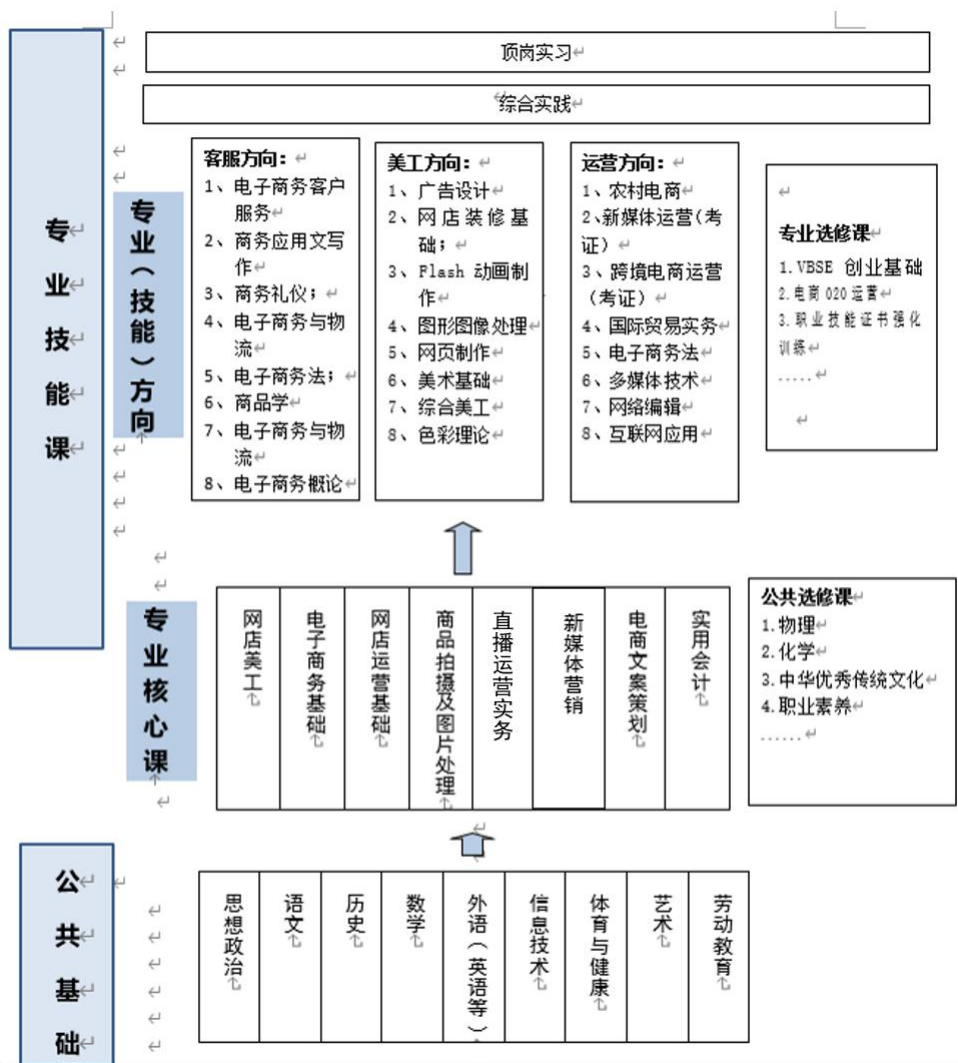 顶岗实习
综合实践
专业技能课
专业（技能）方向
客服方向：
1、电子商务客户
服务
2、商务应用文写
作
3、商务礼仪；
4、电子商务与物
流
5、电子商务法；
6、商品学
7、电子商务与物
流
8、电子商务概论
美工方向：
1、广告设计
2、网店装修基
础；
3、Flash 动画制
作
4、图形图像处理
5、网页制作
6、美术基础
7、综合美工
8、色彩理论
运营方向：
1、农村电商
2、新媒体运营(考
证)
3、跨境电商运营
(考证)
4、国际贸易实务
5、电子商务法
6、多媒体技术
7、网络编辑
8、互联网应用
专业选修课
1.VBSE 创业基础
2.电商 O2O 运营
3.职业技能证书强化
训练
.....
专业核心课
网店美工
电子商务基础
网店运营基础
商品拍摄及图片处理
直播运营实务
新媒体营销
电商文案策划
实用会计
公共选修课
1.物理
2.化学
3.中华优秀传统文化
4.职业素养
......
公共基础
思想政治
语文
历史
数学
外语（英语等）
信息技术
体育与健康
艺术
劳动教育